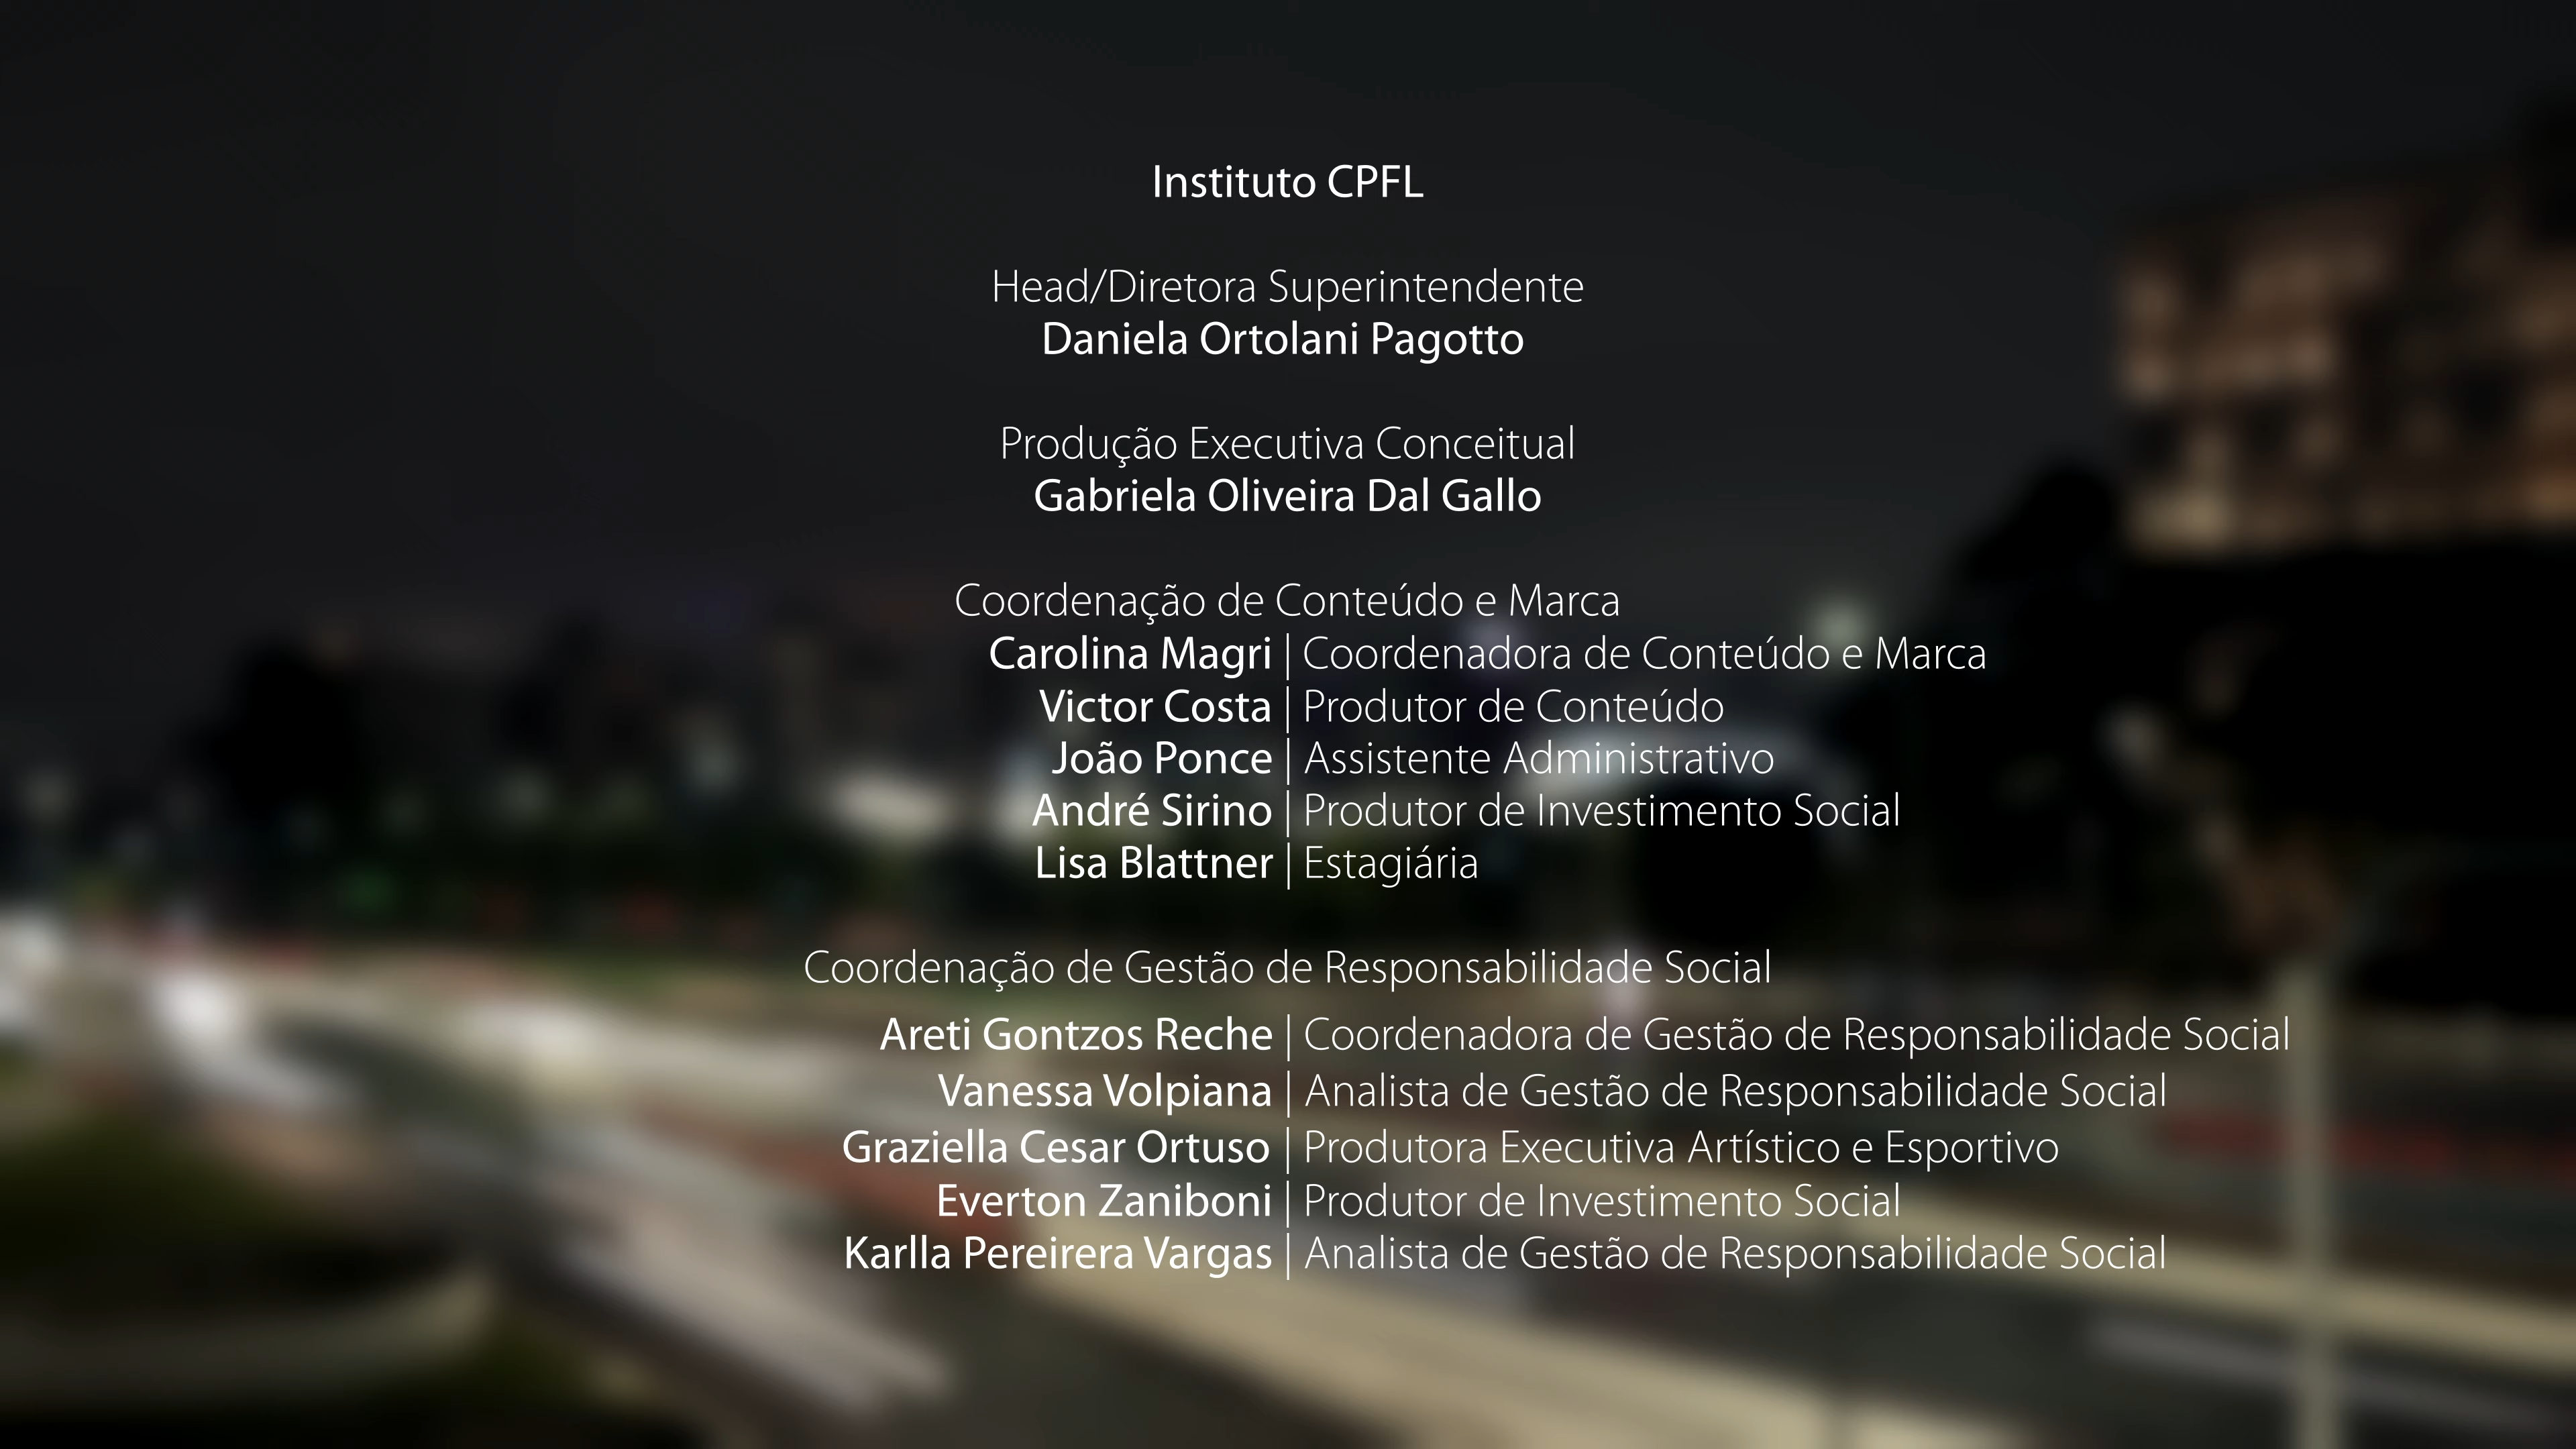 Instituto CPFL
Head/Diretora Superintendente
Daniela Ortolani Pagotto
Produção Executiva Conceitual
Gabriela Oliveira Dal Gallo
Coordenação de Conteúdo e Marca
Carolina Magri | Coordenadora de Conteúdo e Marca
Victor Costa | Produtor de Conteúdo
João Ponce | Assistente Administrativo
André Sirino | Produtor de Investimento Social
Lisa Blattner | Estagiária
Coordenação de Gestão de Responsabilidade Social
Areti Gontzos Reche | Coordenadora de Gestão de Responsabilidade Social
Vanessa Volpiana | Analista de Gestão de Responsabilidade Social
Graziella Cesar Ortuso | Produtora Executiva Artístico e Esportivo
Everton Zaniboni | Produtor de Investimento Social
Karlla Pereirera Vargas | Analista de Gestão de Responsabilidade Social